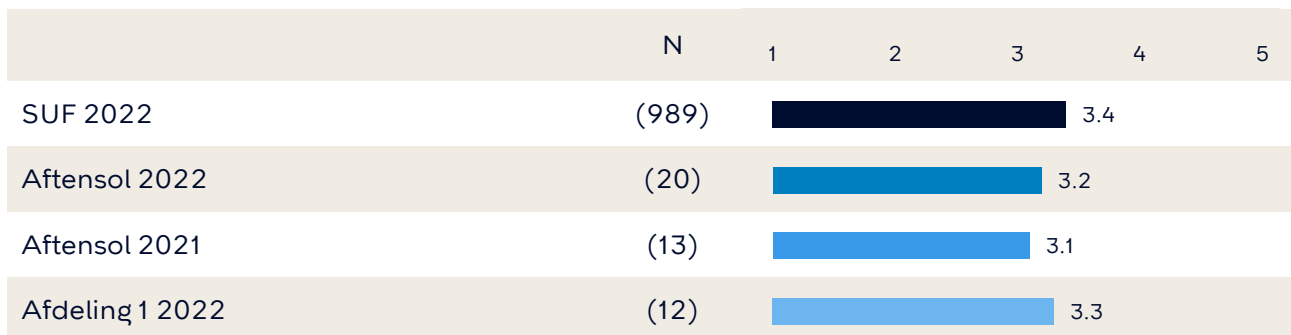 N 1 2 3 4 5
SUF 2022 (989) 3.4
Aftensol 2022 (20) 3.2
Aftensol 2021 (13) 3.1
Afdeling 1 2022 (12) 3.3